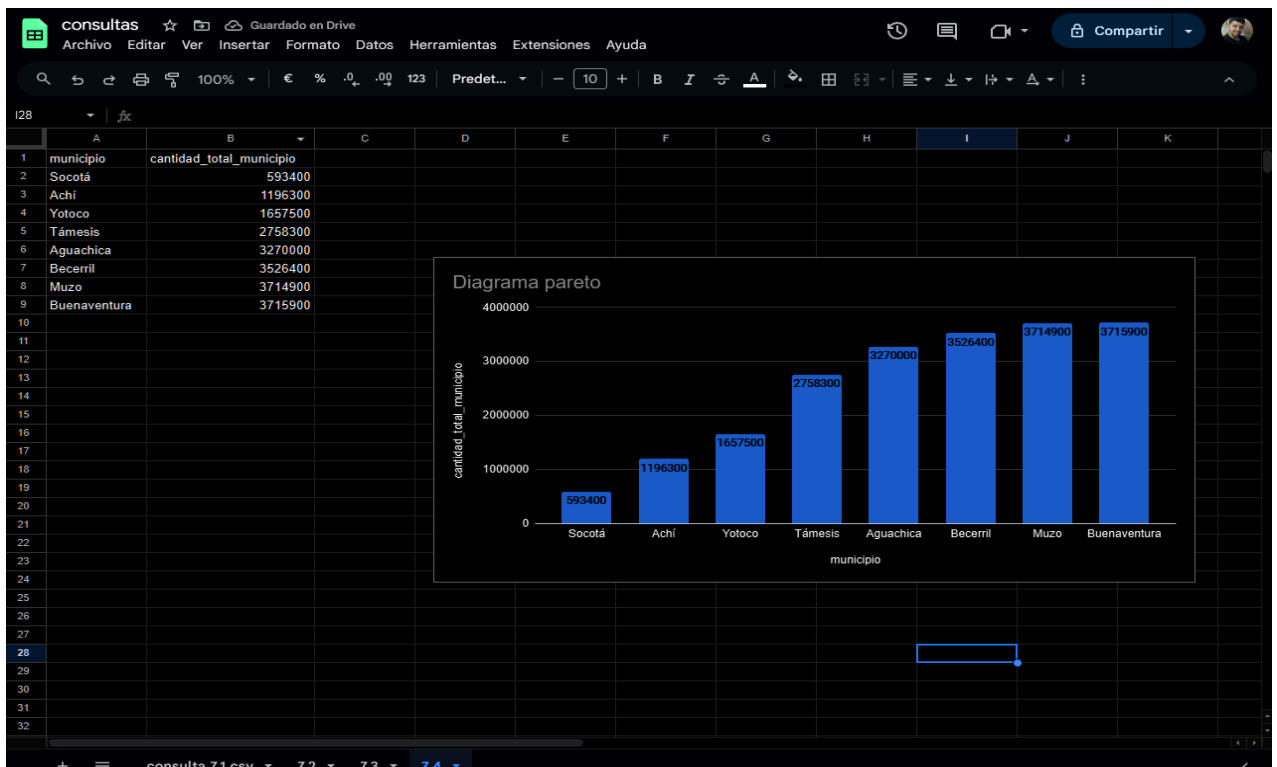 consultas Guardado en Drive
Archivo Editar Ver Insertar Formato Datos Herramientas Extensiones Ayuda
Compartir
100% € % .0 .00 123 Predet... 10 B I A
I28 fx
A B C D E F G H I J K
1 municipio cantidad_total_municipio
2 Socotá 593400
3 Achí 1196300
4 Yotoco 1657500
5 Támesis 2758300
6 Aguachica 3270000
7 Becerril 3526400
8 Muzo 3714900
9 Buenaventura 3715900
10
11
12
13
14
15
16
17
18
19
20
21
22
23
24
25
26
27
28
29
30
31
32
Diagrama pareto
cantidad_total_municipio
4000000
3000000
2000000
1000000
0
593400 1196300 1657500 2758300 3270000 3526400 3714900 3715900
Socotá Achí Yotoco Támesis Aguachica Becerril Muzo Buenaventura
municipio
consulta 7.1.csv 7.2 7.3 7.4